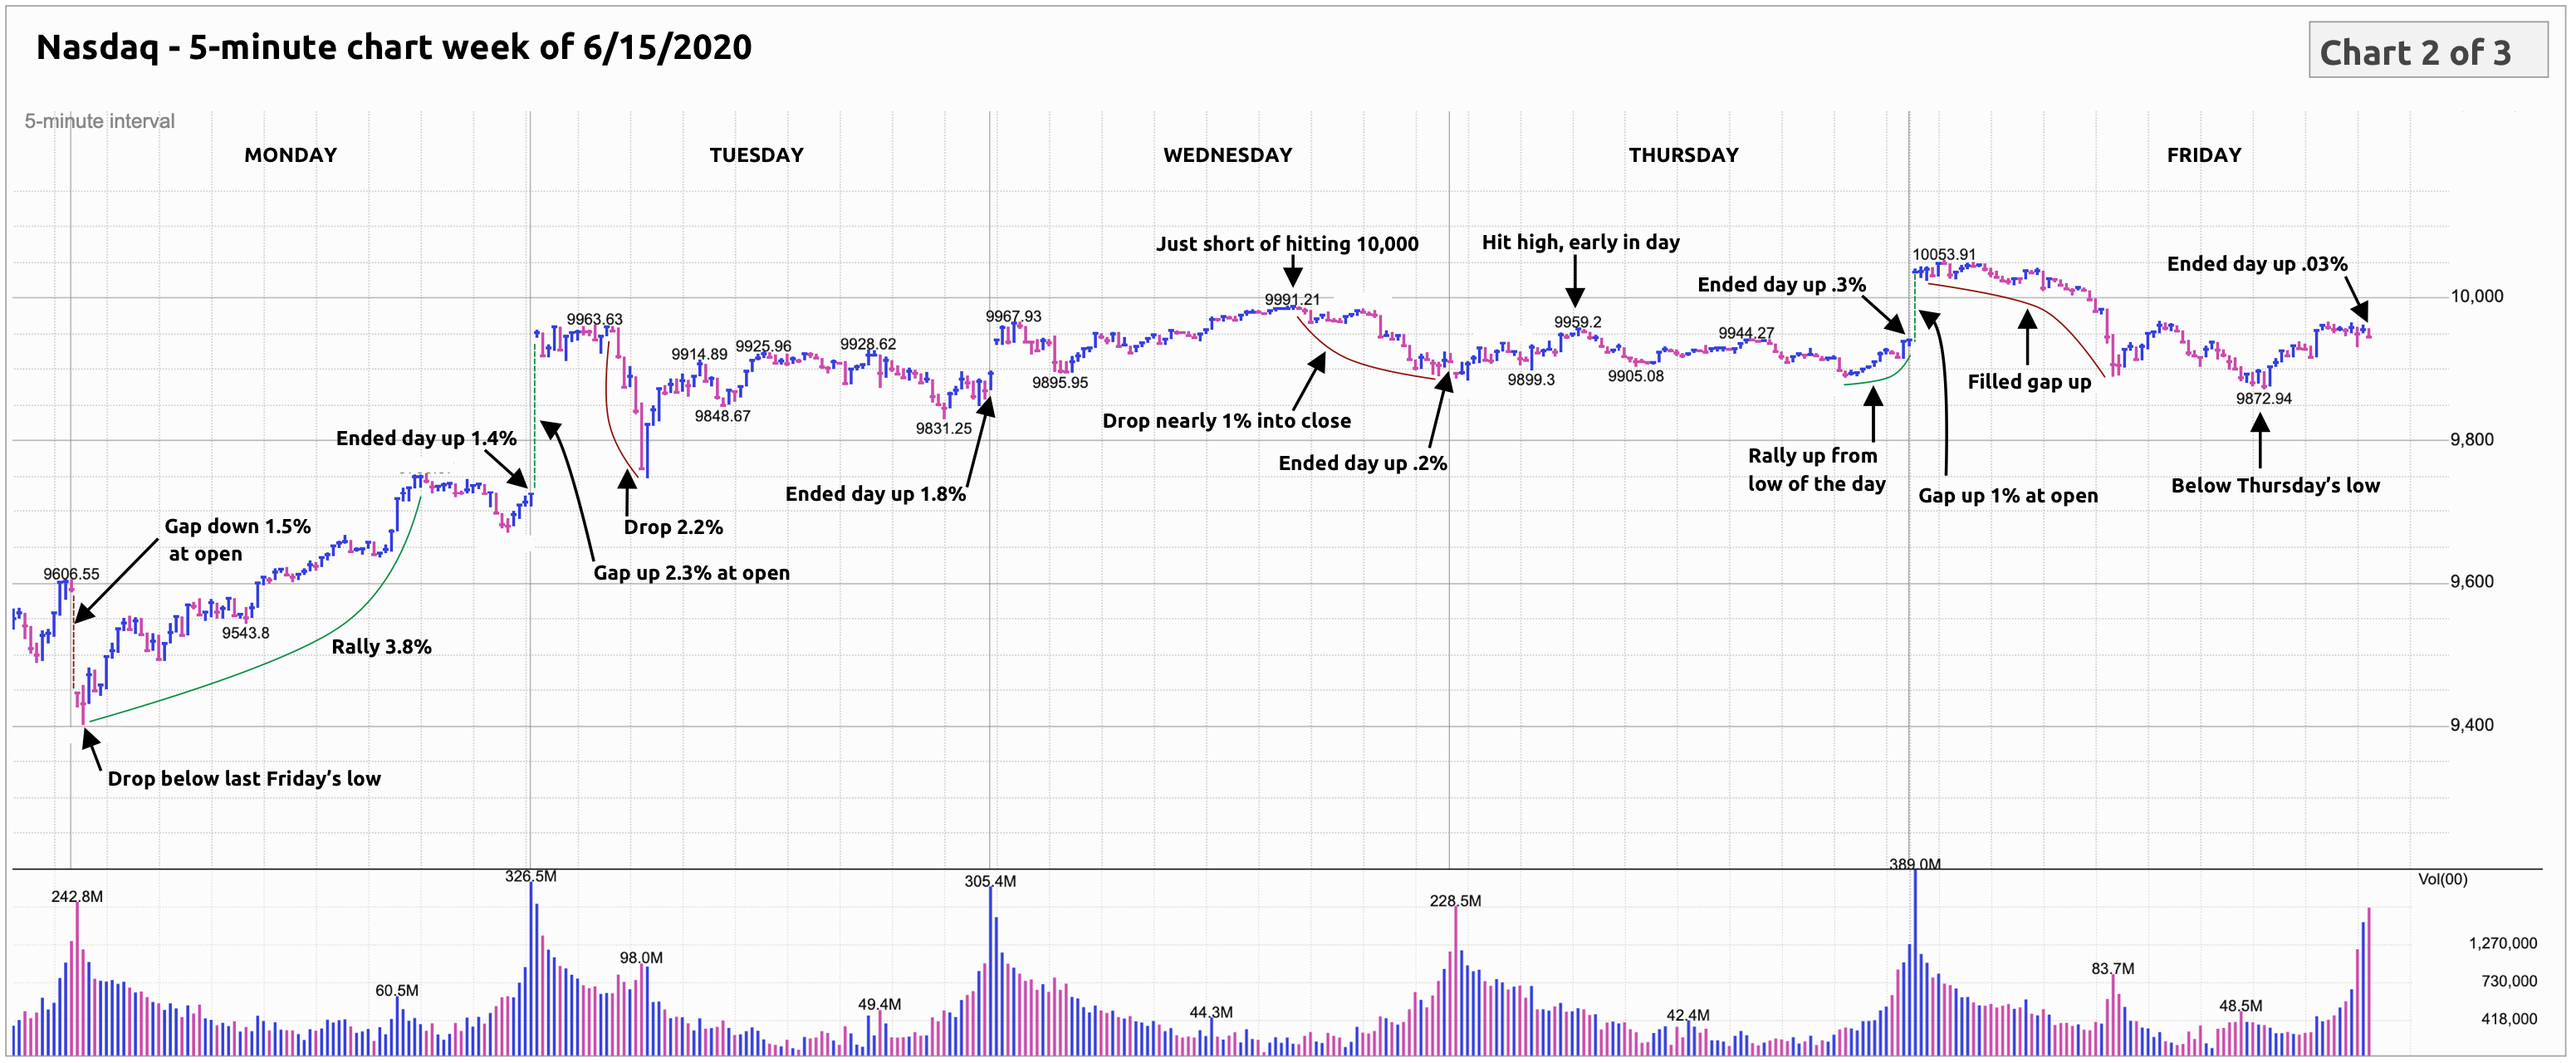 Nasdaq - 5-minute chart week of 6/15/2020
Chart 2 of 3
5-minute interval
MONDAY
TUESDAY
WEDNESDAY
THURSDAY
FRIDAY
9606.55
Gap down 1.5%
at open
Drop below last Friday’s low
9543.8
Rally 3.8%
Ended day up 1.4%
9963.63
Gap up 2.3% at open
Drop 2.2%
9914.89
9848.67
9925.96
9928.62
9831.25
Ended day up 1.8%
9967.93
9895.95
Just short of hitting 10,000
9991.21
Drop nearly 1% into close
Ended day up .2%
Hit high, early in day
9959.2
9899.3
9905.08
9944.27
Ended day up .3%
Rally up from
low of the day
10053.91
Gap up 1% at open
Filled gap up
Ended day up .03%
9872.94
Below Thursday’s low
10,000
9,800
9,600
9,400
242.8M
60.5M
326.5M
98.0M
49.4M
305.4M
44.3M
228.5M
42.4M
389.0M
83.7M
48.5M
Vol(00)
1,270,000
730,000
418,000